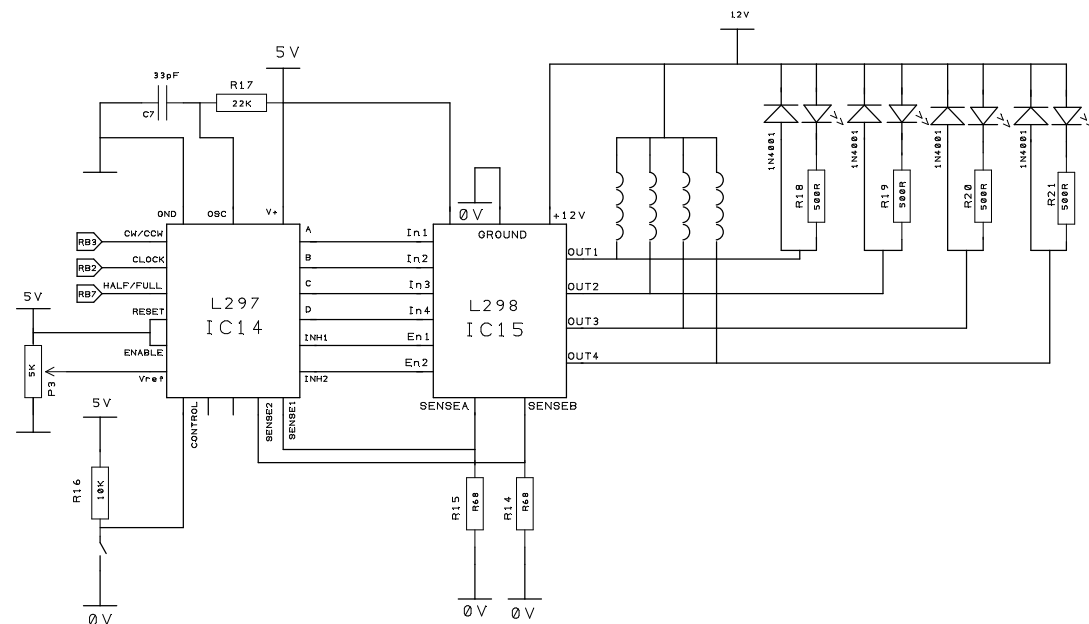 12V
5V
33pF
R17
22K
C7
1N4001
R18
500R
1N4001
R19
500R
1N4001
R20
500R
1N4001
R21
500R
GND
OSC
V+
0V
+12V
GROUND
RB3
CW/CCW
A
In1
RB2
CLOCK
B
In2
OUT1
RB7
HALF/FULL
C
In3
OUT2
5V
RESET
L297
IC14
D
In4
L298
IC15
OUT3
ENABLE
INH1
En1
5K
P3
Vref
INH2
En2
OUT4
5V
CONTROL
SENSE2
SENSE1
SENSEA
SENSEB
R16
10K
R15
R68
R14
R68
0V
0V
0V